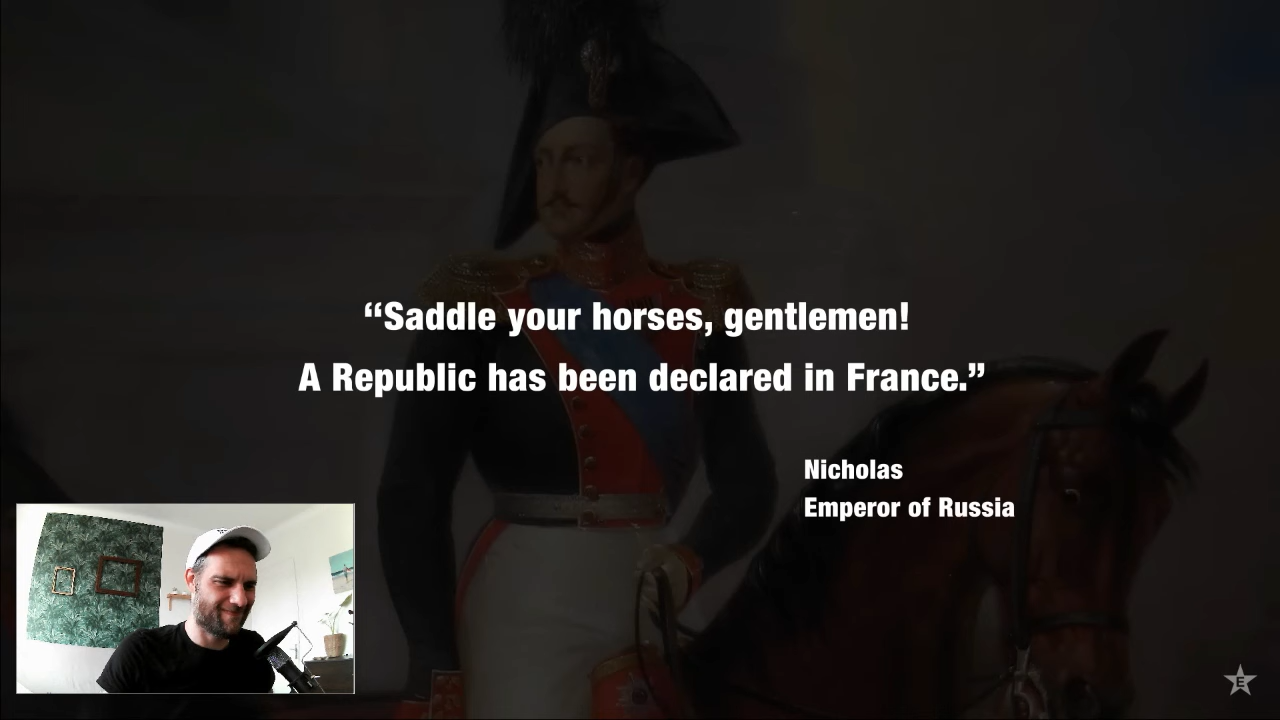 “Saddle your horses, gentlemen!
A Republic has been declared in France.”
Nicholas
Emperor of Russia
E